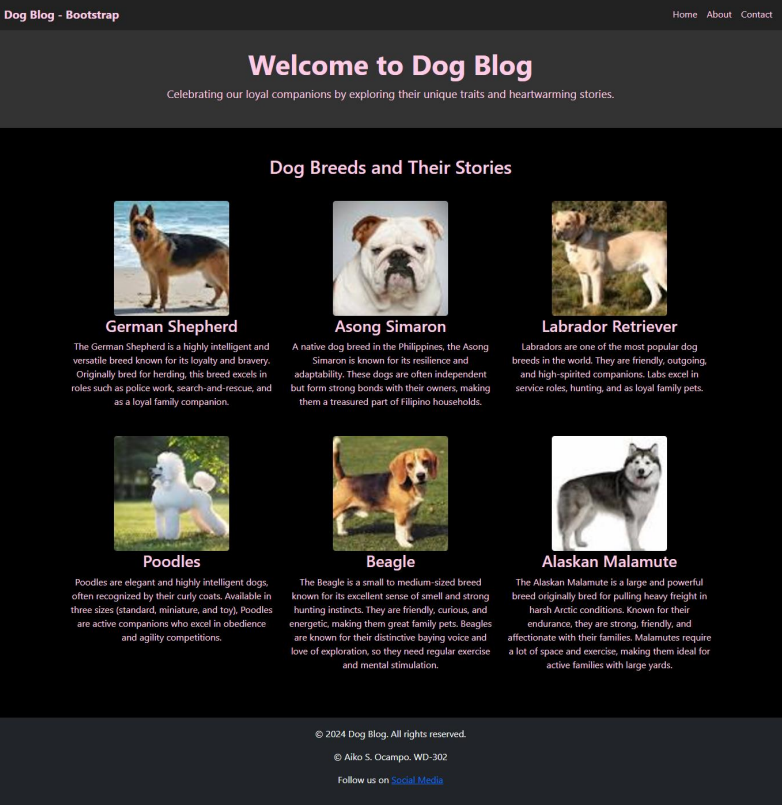 Dog Blog - Bootstrap
Home About Contact
Welcome to Dog Blog
Celebrating our loyal companions by exploring their unique traits and heartwarming stories.
Dog Breeds and Their Stories
German Shepherd
The German Shepherd is a highly intelligent and
versatile breed known for its loyalty and bravery.
Originally bred for herding, this breed excels in
roles such as police work, search-and-rescue, and
as a loyal family companion.
Asong Simaron
A native dog breed in the Philippines, the Asong
Simaron is known for its resilience and
adaptability. These dogs are often independent
but form strong bonds with their owners, making
them a treasured part of Filipino households.
Labrador Retriever
Labradors are one of the most popular dog
breeds in the world. They are friendly, outgoing,
and high-spirited companions. Labs excel in
service roles, hunting, and as loyal family pets.
Poodles
Poodles are elegant and highly intelligent dogs,
often recognized by their curly coats. Available in
three sizes (standard, miniature, and toy), Poodles
are active companions who excel in obedience
and agility competitions.
Beagle
The Beagle is a small to medium-sized breed
known for its excellent sense of smell and strong
hunting instincts. They are friendly, curious, and
energetic, making them great family pets. Beagles
are known for their distinctive baying voice and
love of exploration, so they need regular exercise
and mental stimulation.
Alaskan Malamute
The Alaskan Malamute is a large and powerful
breed originally bred for pulling heavy freight in
harsh Arctic conditions. Known for their
endurance, they are strong, friendly, and
affectionate with their families. Malamutes require
a lot of space and exercise, making them ideal for
active families with large yards.
© 2024 Dog Blog. All rights reserved.
© Aiko S. Ocampo. WD-302
Follow us on Social Media